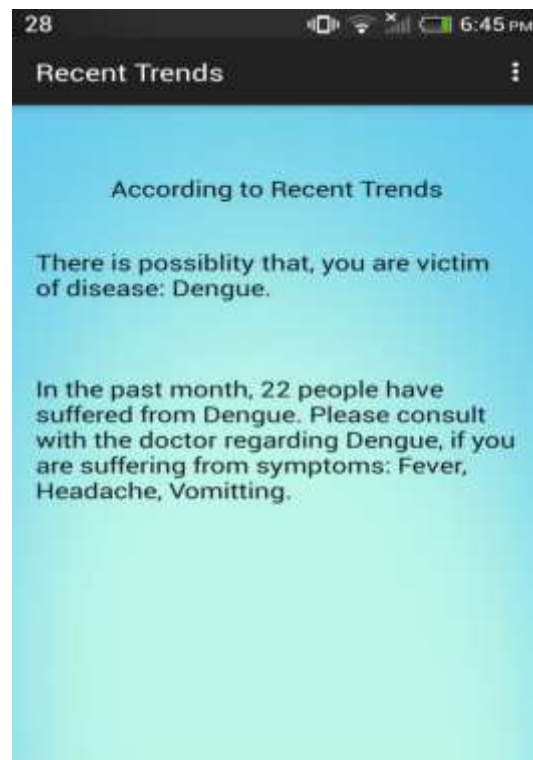 28 6:45 PM
Recent Trends
According to Recent Trends
There is possiblity that, you are victim
of disease: Dengue.
In the past month, 22 people have
suffered from Dengue. Please consult
with the doctor regarding Dengue, if you
are suffering from symptoms: Fever,
Headache, Vomitting.